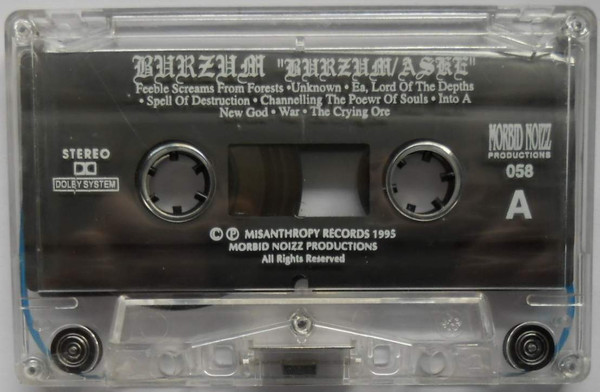 BURZUM "BURZUM/ASKE"
Feeble Screams From Forests • Unknown • Ea, Lord Of The Depths
• Spell Of Destruction • Channelling The Poewr Of Souls • Into A
New God • War • The Crying Ore
STEREO
DOLBY SYSTEM
MORBID NOIZZ
PRODUCTIONS
058
A
© ℗ MISANTHROPY RECORDS 1995
MORBID NOIZZ PRODUCTIONS
All Rights Reserved